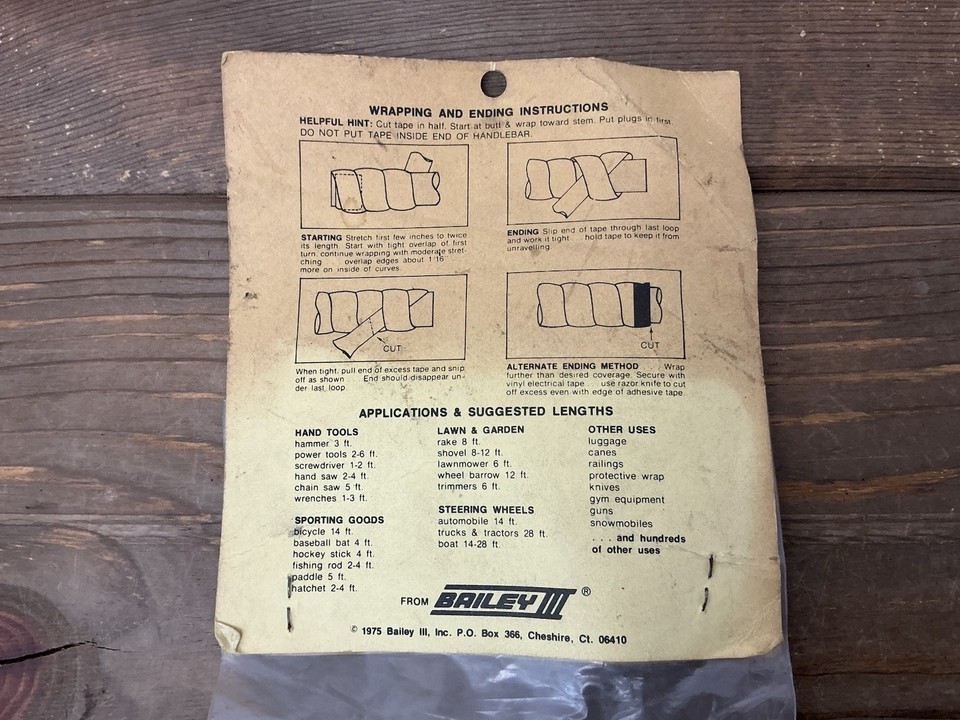 WRAPPING AND ENDING INSTRUCTIONS
HELPFUL HINT: Cut tape in half. Start at butt & wrap toward stem. Put plugs in first.
DO NOT PUT TAPE INSIDE END OF HANDLEBAR.
STARTING Stretch first few inches to twice
its length. Start with tight overlap of first
turn, continue wrapping with moderate stret-
ching . . . overlap edges about 1/16"
more on inside of curves.
ENDING Slip end of tape through last loop
and work it tight . . . hold tape to keep it from
unravelling.
CUT
When tight, pull end of excess tape and snip
off as shown . . . End should disappear un-
der last loop.
CUT
ALTERNATE ENDING METHOD . . . Wrap
further than desired coverage. Secure with
vinyl electrical tape . . . use razor knife to cut
off excess even with edge of adhesive tape.
APPLICATIONS & SUGGESTED LENGTHS
HAND TOOLS
hammer 3 ft.
power tools 2-6 ft.
screwdriver 1-2 ft.
hand saw 2-4 ft.
chain saw 5 ft.
wrenches 1-3 ft.
SPORTING GOODS
bicycle 14 ft.
baseball bat 4 ft.
hockey stick 4 ft.
fishing rod 2-4 ft.
paddle 5 ft.
hatchet 2-4 ft.
LAWN & GARDEN
rake 8 ft.
shovel 8-12 ft.
lawnmower 6 ft.
wheel barrow 12 ft.
trimmers 6 ft.
STEERING WHEELS
automobile 14 ft.
trucks & tractors 28 ft.
boat 14-28 ft.
OTHER USES
luggage
canes
railings
protective wrap
knives
gym equipment
guns
snowmobiles
. . . and hundreds
of other uses
FROM BAILEY III ®
© 1975 Bailey III, Inc. P.O. Box 366, Cheshire, Ct. 06410